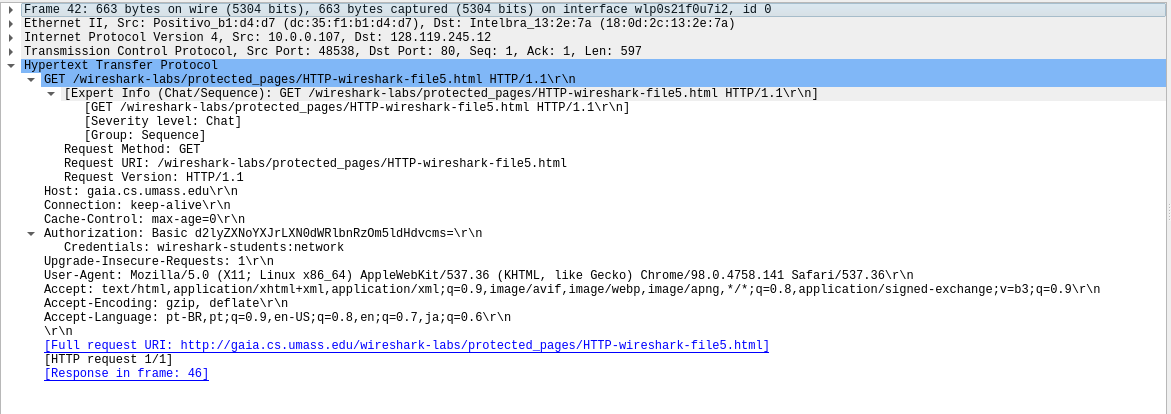 Frame 42: 663 bytes on wire (5304 bits), 663 bytes captured (5304 bits) on interface wlp0s21f0u7i2, id 0
Ethernet II, Src: Positivo_b1:d4:d7 (dc:35:f1:b1:d4:d7), Dst: Intelbra_13:2e:7a (18:0d:2c:13:2e:7a)
Internet Protocol Version 4, Src: 10.0.0.107, Dst: 128.119.245.12
Transmission Control Protocol, Src Port: 48538, Dst Port: 80, Seq: 1, Ack: 1, Len: 597
Hypertext Transfer Protocol
GET /wireshark-labs/protected_pages/HTTP-wireshark-file5.html HTTP/1.1\r\n
[Expert Info (Chat/Sequence): GET /wireshark-labs/protected_pages/HTTP-wireshark-file5.html HTTP/1.1\r\n]
[GET /wireshark-labs/protected_pages/HTTP-wireshark-file5.html HTTP/1.1\r\n]
[Severity level: Chat]
[Group: Sequence]
Request Method: GET
Request URI: /wireshark-labs/protected_pages/HTTP-wireshark-file5.html
Request Version: HTTP/1.1
Host: gaia.cs.umass.edu\r\n
Connection: keep-alive\r\n
Cache-Control: max-age=0\r\n
Authorization: Basic d2lyZXNoYXJrLXN0dWRlbnRzOm5ldHdvcms=\r\n
Credentials: wireshark-students:network
Upgrade-Insecure-Requests: 1\r\n
User-Agent: Mozilla/5.0 (X11; Linux x86_64) AppleWebKit/537.36 (KHTML, like Gecko) Chrome/98.0.4758.141 Safari/537.36\r\n
Accept: text/html,application/xhtml+xml,application/xml;q=0.9,image/avif,image/webp,image/apng,*/*;q=0.8,application/signed-exchange;v=b3;q=0.9\r\n
Accept-Encoding: gzip, deflate\r\n
Accept-Language: pt-BR,pt;q=0.9,en-US;q=0.8,en;q=0.7,ja;q=0.6\r\n
\r\n
[Full request URI: http://gaia.cs.umass.edu/wireshark-labs/protected_pages/HTTP-wireshark-file5.html]
[HTTP request 1/1]
[Response in frame: 46]